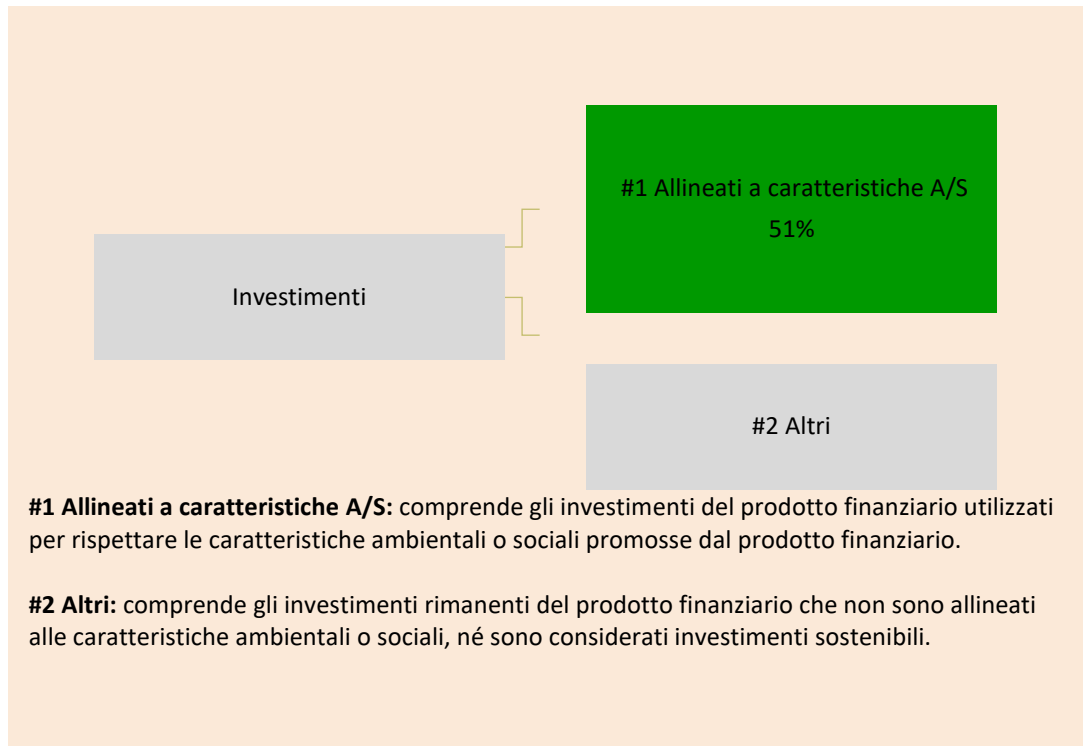 #1 Allineati a caratteristiche A/S
51%
Investimenti
#2 Altri
#1 Allineati a caratteristiche A/S: comprende gli investimenti del prodotto finanziario utilizzati
per rispettare le caratteristiche ambientali o sociali promosse dal prodotto finanziario.
#2 Altri: comprende gli investimenti rimanenti del prodotto finanziario che non sono allineati
alle caratteristiche ambientali o sociali, né sono considerati investimenti sostenibili.